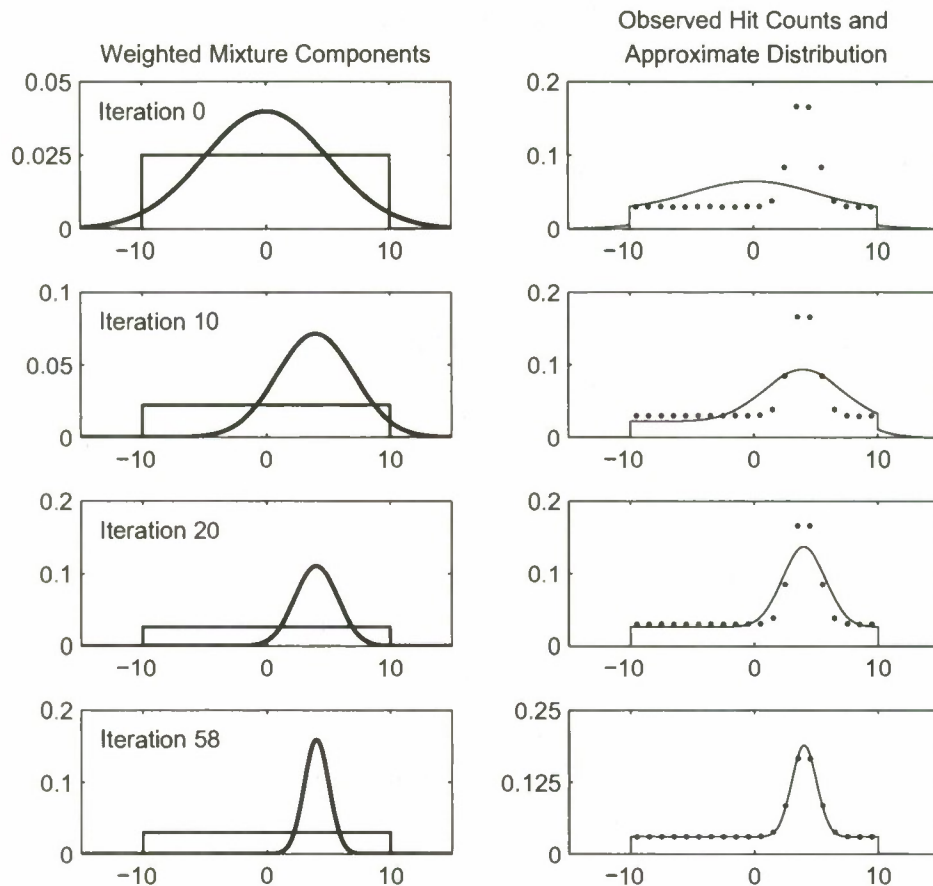 Weighted Mixture Components
Observed Hit Counts and
Approximate Distribution
Iteration 0
0.05
0.025
0
−10 0 10
0.2
0.1
0
−10 0 10
Iteration 10
0.1
0.05
0
−10 0 10
0.2
0.1
0
−10 0 10
Iteration 20
0.2
0.1
0
−10 0 10
0.2
0.1
0
−10 0 10
Iteration 58
0.2
0.1
0
−10 0 10
0.25
0.125
0
−10 0 10